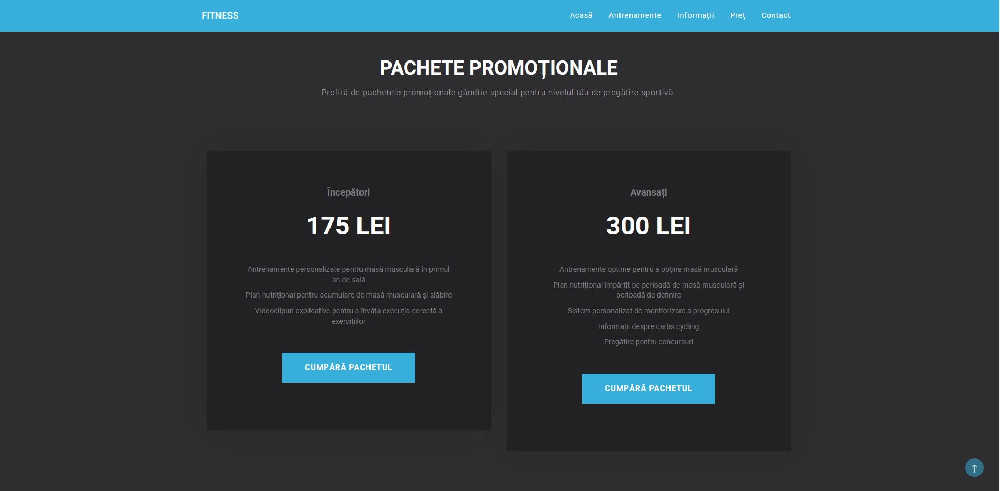 FITNESS
Acasă Antrenamente Informații Preț Contact
PACHETE PROMOȚIONALE
Profită de pachetele promoționale gândite special pentru nivelul tău de pregătire sportivă.
Începători
175 LEI
Antrenamente personalizate pentru masă musculară în primul
an de sală
Plan nutrițional pentru acumulare de masă musculară și slăbire
Videoclipuri explicative pentru a învăța execuția corectă a
exercițiilor
CUMPĂRĂ PACHETUL
Avansați
300 LEI
Antrenamente optime pentru a obține masă musculară
Plan nutrițional împărțit pe perioadă de masă musculară și
perioadă de definire
Sistem personalizat de monitorizare a progresului
Informații despre carbs cycling
Pregătire pentru concursuri
CUMPĂRĂ PACHETUL